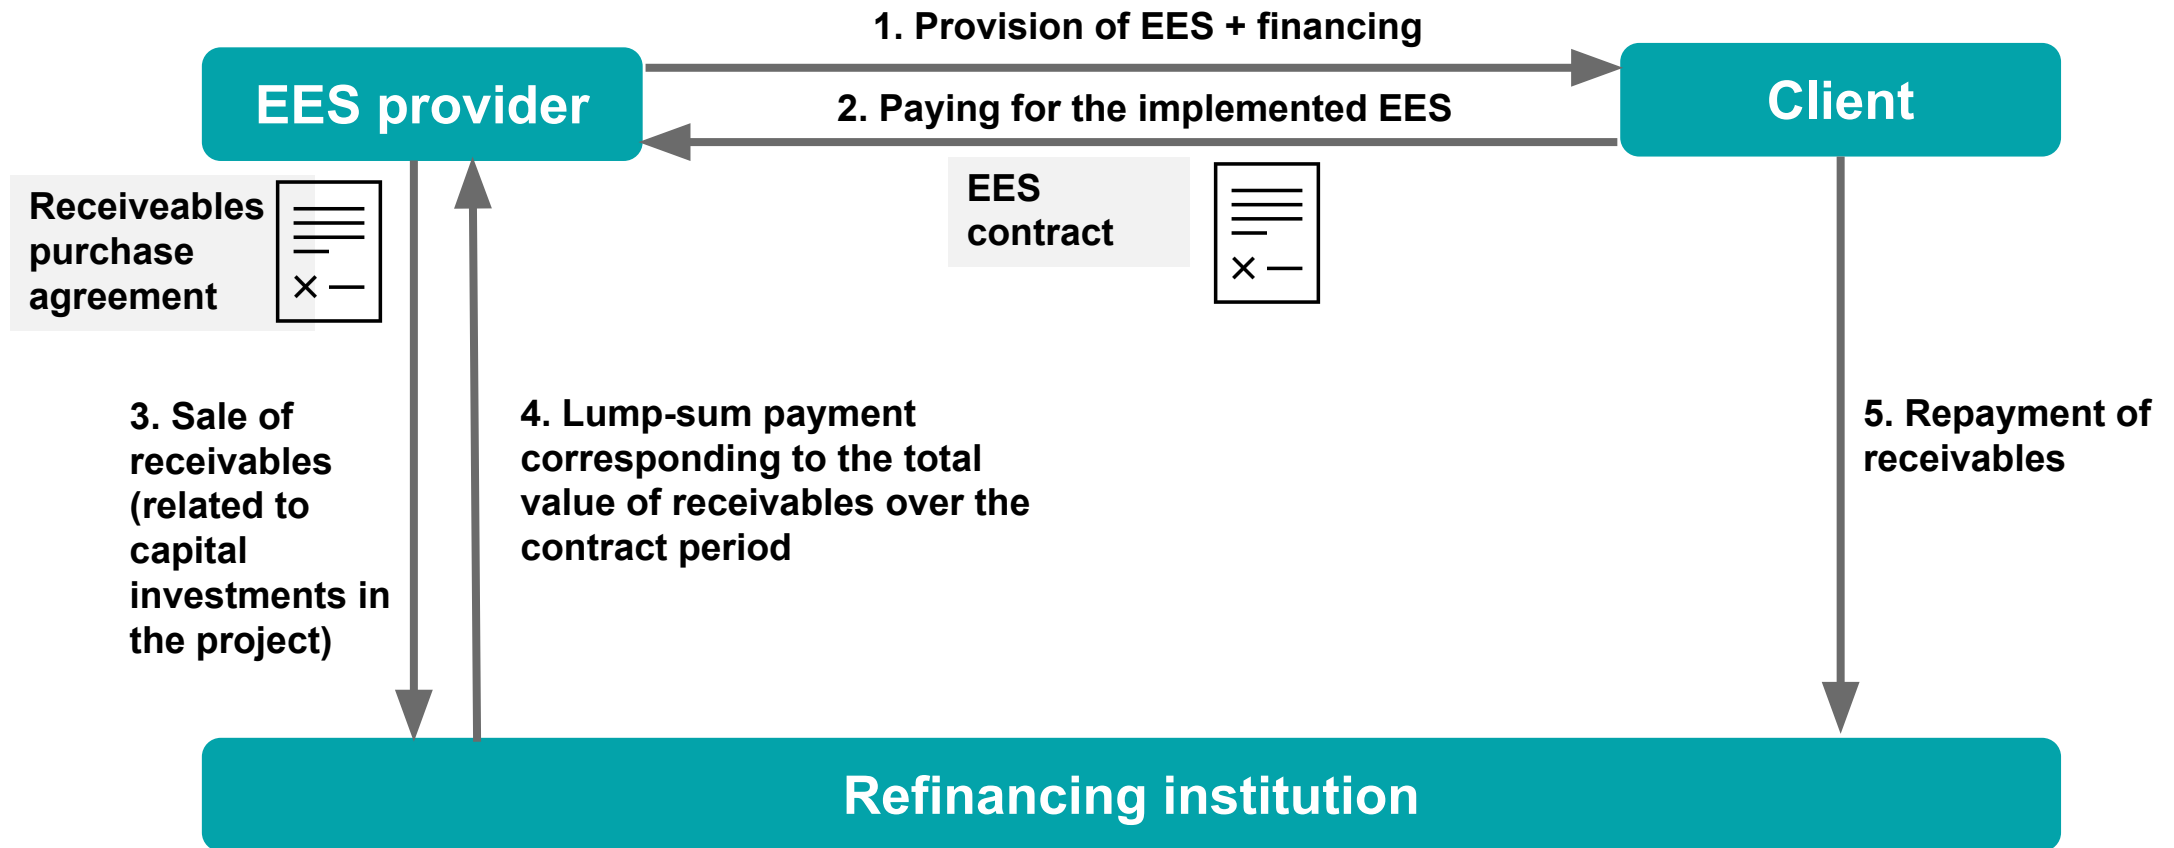 1. Provision of EES + financing
EES provider
Client
2. Paying for the implemented EES
Receiveables
purchase
agreement
EES
contract
3. Sale of
receivables
(related to
capital
investments in
the project)
4. Lump-sum payment
corresponding to the total
value of receivables over the
contract period
5. Repayment of
receivables
Refinancing institution